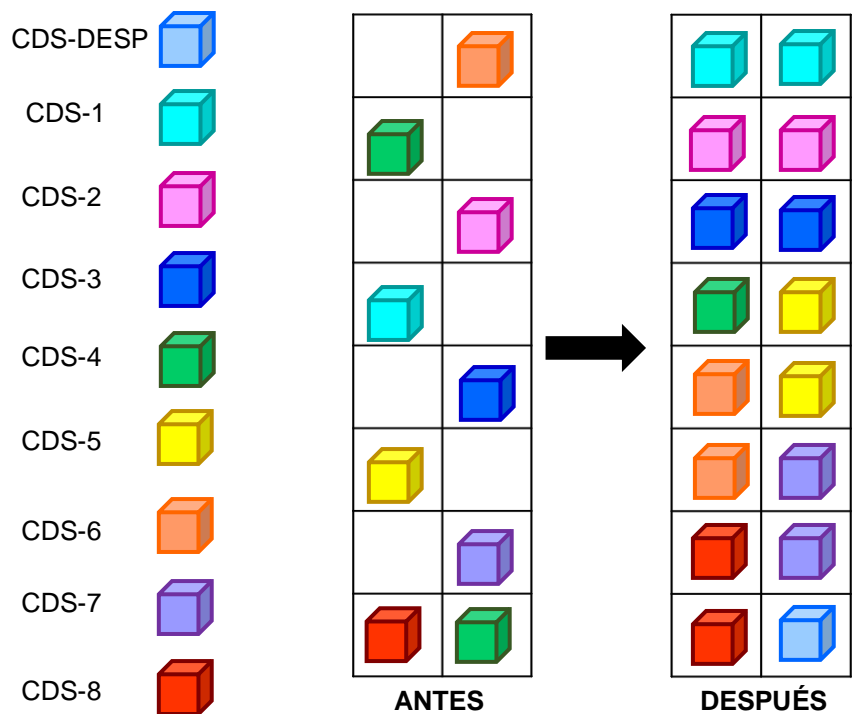 CDS-DESP
CDS-1
CDS-2
CDS-3
CDS-4
CDS-5
CDS-6
CDS-7
CDS-8
ANTES
DESPUÉS